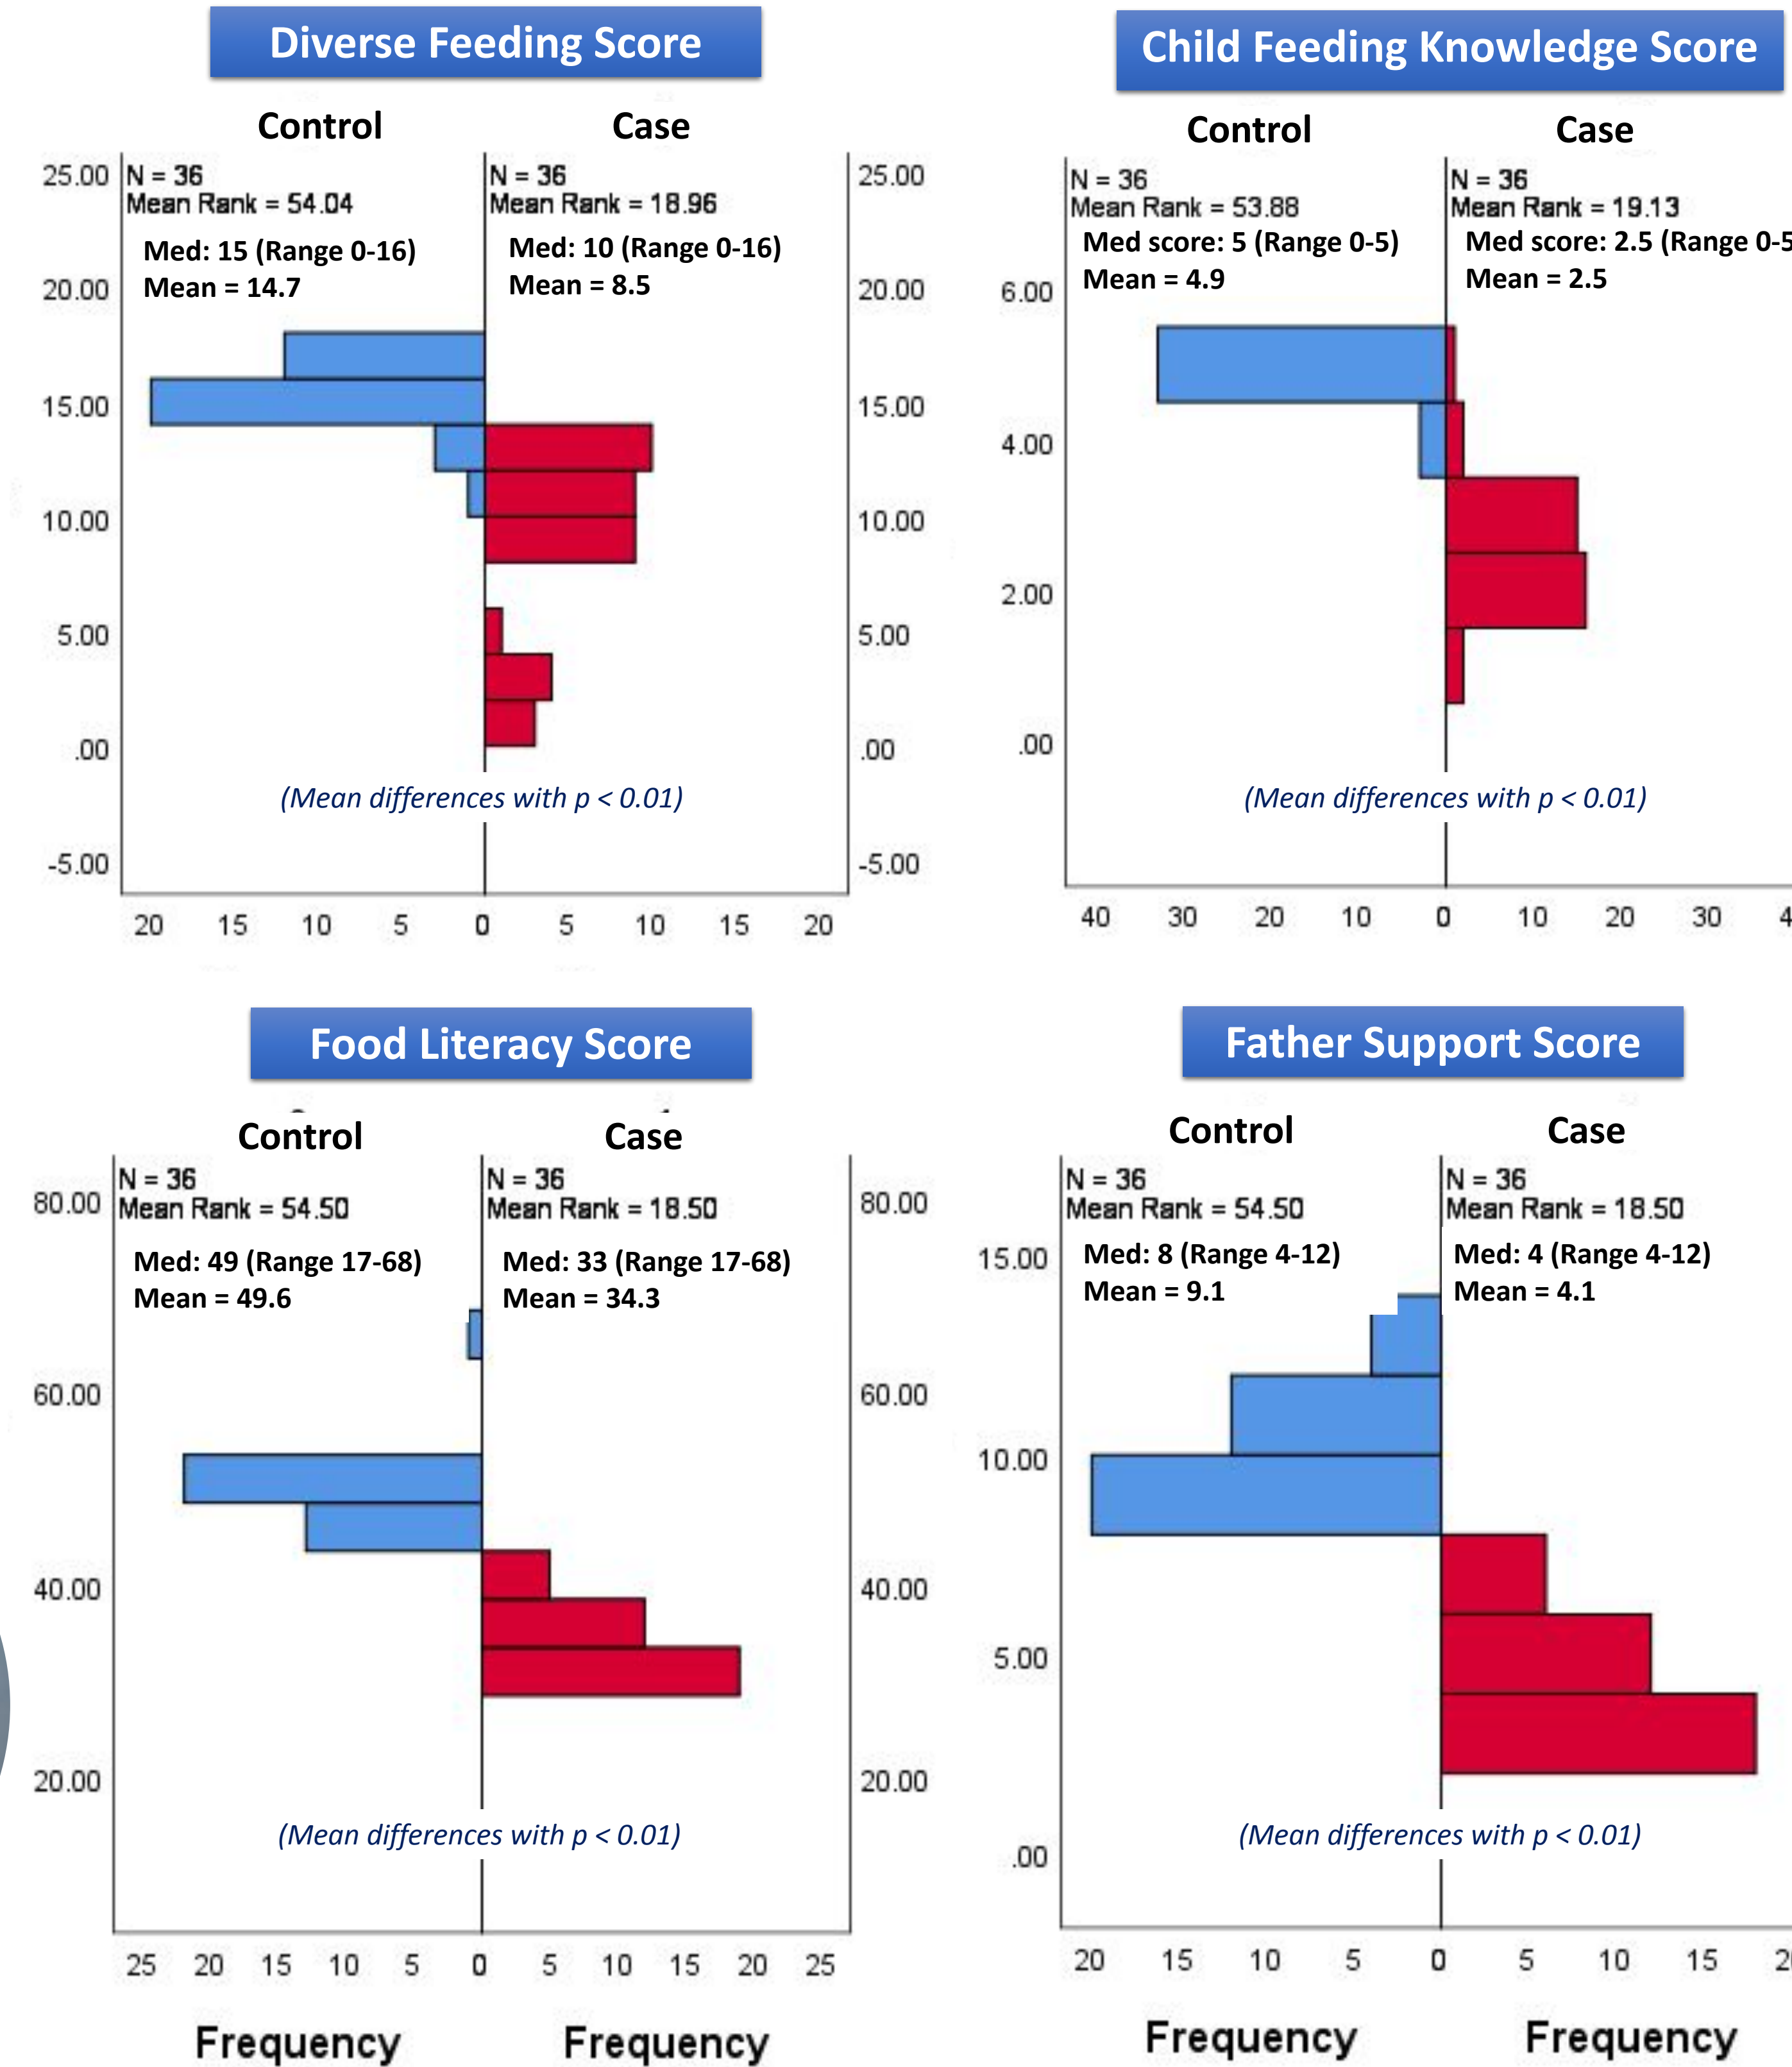 Diverse Feeding Score
Control Case
25.00 N = 36 N = 36 25.00
Mean Rank = 54.04 Mean Rank = 18.96
Med: 15 (Range 0-16) Med: 10 (Range 0-16)
Mean = 14.7 Mean = 8.5
20.00 20.00
15.00 15.00
10.00 10.00
5.00 5.00
.00 .00
(Mean differences with p < 0.01)
-5.00 -5.00
20 15 10 5 0 5 10 15 20
Child Feeding Knowledge Score
Control Case
N = 36 N = 36
Mean Rank = 53.88 Mean Rank = 19.13
Med score: 5 (Range 0-5) Med score: 2.5 (Range 0-5
Mean = 4.9 Mean = 2.5
6.00
4.00
2.00
.00
(Mean differences with p < 0.01)
40 30 20 10 0 10 20 30 4
Food Literacy Score
Control Case
N = 36 N = 36
80.00 Mean Rank = 54.50 Mean Rank = 18.50 80.00
Med: 49 (Range 17-68) Med: 33 (Range 17-68)
Mean = 49.6 Mean = 34.3
60.00 60.00
40.00 40.00
20.00 20.00
(Mean differences with p < 0.01)
25 20 15 10 5 0 5 10 15 20 25
Frequency Frequency
Father Support Score
Control Case
N = 36 N = 36
Mean Rank = 54.50 Mean Rank = 18.50
15.00 Med: 8 (Range 4-12) Med: 4 (Range 4-12)
Mean = 9.1 Mean = 4.1
10.00
5.00
(Mean differences with p < 0.01)
.00
20 15 10 5 0 5 10 15 2
Frequency Frequency